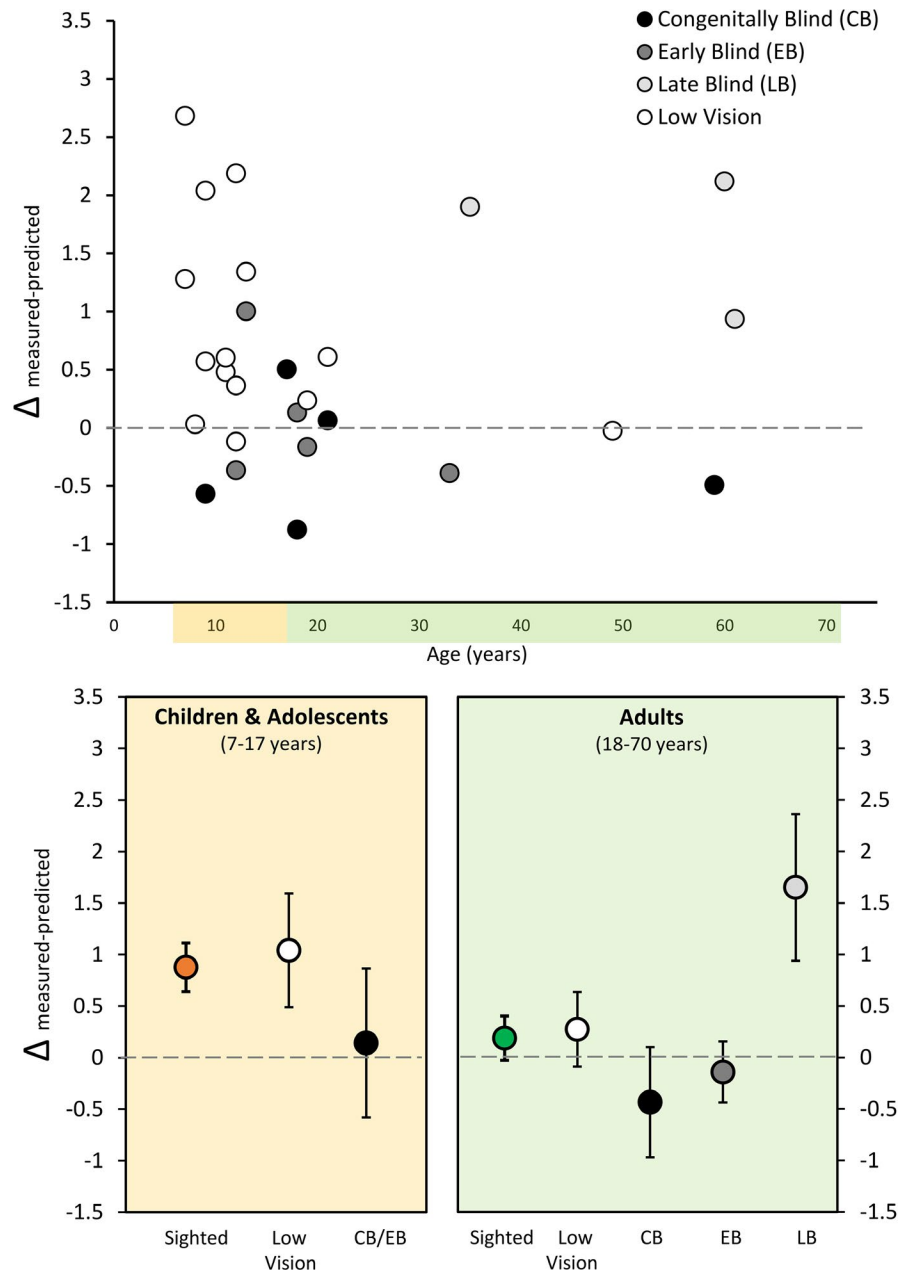 3.5
3
2.5
2
1.5
1
0.5
0
-0.5
-1
-1.5
Δ measured-predicted
Congenitally Blind (CB)
Early Blind (EB)
Late Blind (LB)
Low Vision
0 10 20 30 40 50 60 70
Age (years)
3.5
3
2.5
2
1.5
1
0.5
0
-0.5
-1
-1.5
Δ measured-predicted
Children & Adolescents
(7-17 years)
Sighted Low CB/EB
Vision
Adults
(18-70 years)
3.5
3
2.5
2
1.5
1
0.5
0
-0.5
-1
-1.5
Sighted Low CB EB LB
Vision